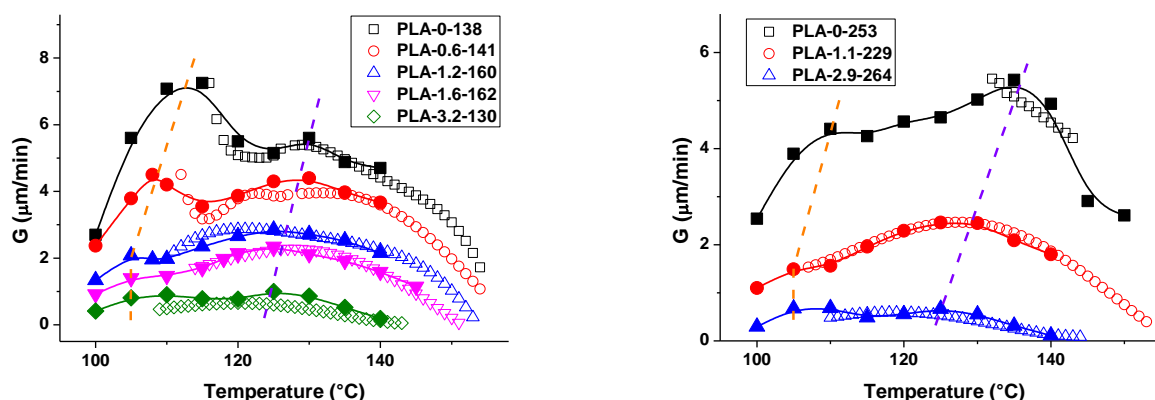 PLA-0-138
PLA-0.6-141
PLA-1.2-160
PLA-1.6-162
PLA-3.2-130
8
6
4
2
0
G (μm/min)
100
120
140
Temperature (°C)
PLA-0-253
PLA-1.1-229
PLA-2.9-264
6
4
2
0
G (μm/min)
100
120
140
Temperature (°C)